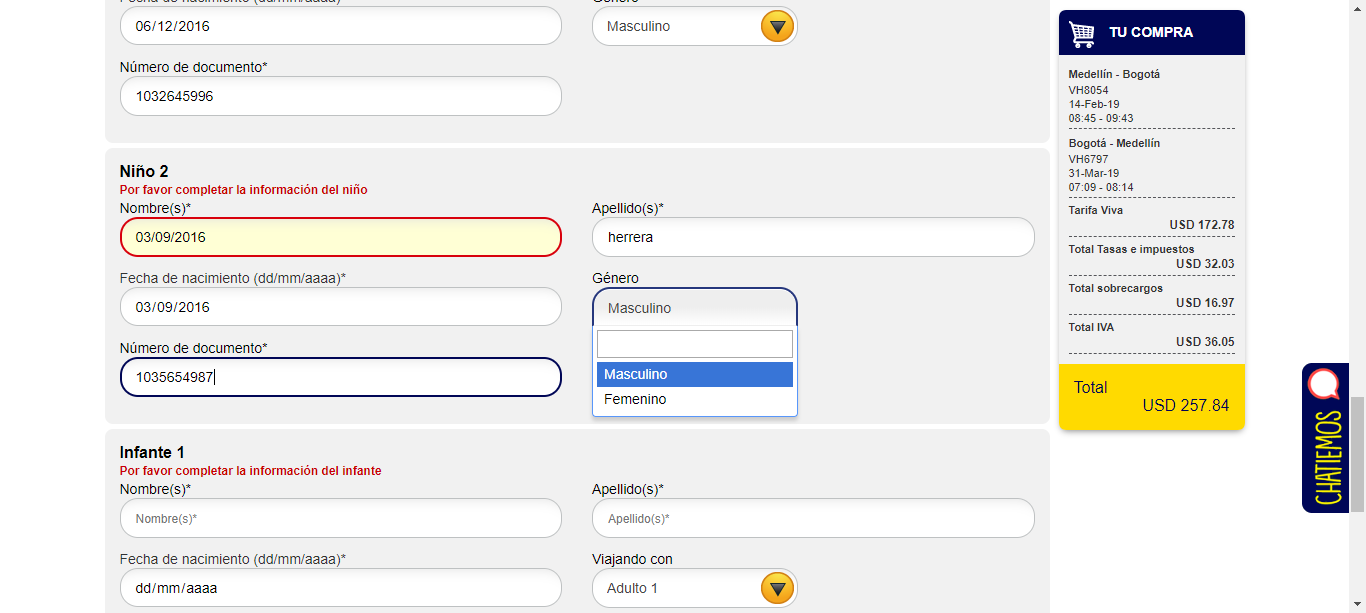 Fecha de nacimiento (dd/mm/aaaa)*
Género
06/12/2016
Masculino
Número de documento*
1032645996
Niño 2
Por favor completar la información del niño
Nombre(s)*
Apellido(s)*
03/09/2016
herrera
Fecha de nacimiento (dd/mm/aaaa)*
Género
03/09/2016
Masculino
Número de documento*
1035654987
Masculino
Femenino
Infante 1
Por favor completar la información del infante
Nombre(s)*
Apellido(s)*
Nombre(s)*
Apellido(s)*
Fecha de nacimiento (dd/mm/aaaa)*
Viajando con
dd/mm/aaaa
Adulto 1
TU COMPRA
Medellín - Bogotá
VH8054
14-Feb-19
08:45 - 09:43
Bogotá - Medellín
VH6797
31-Mar-19
07:09 - 08:14
Tarifa Viva
USD 172.78
Total Tasas e impuestos
USD 32.03
Total sobrecargos
USD 16.97
Total IVA
USD 36.05
Total
USD 257.84
CHATIEMOS